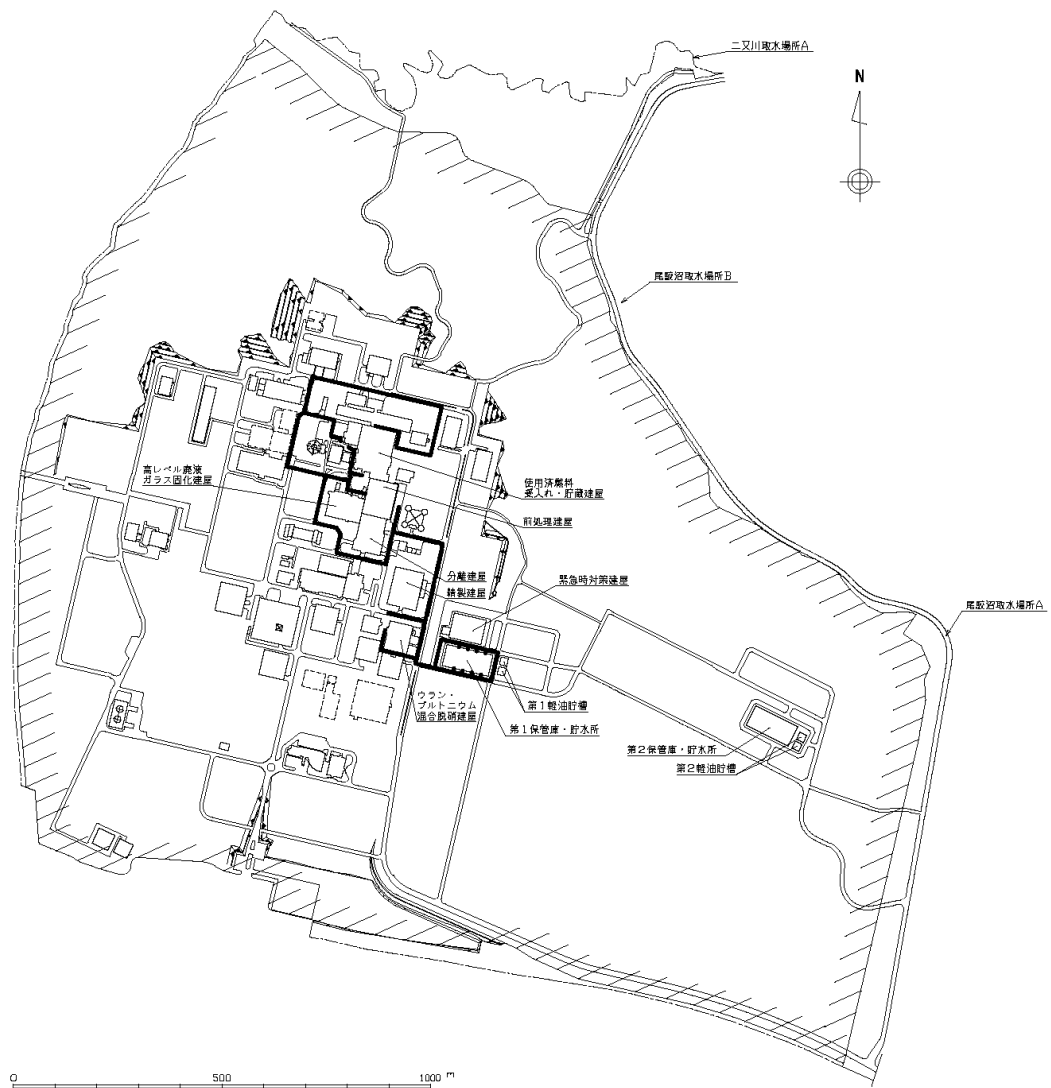 二又川取水場所A
N
尾駮沼取水場所B
高レベル廃液
ガラス固化建屋
使用済燃料
受入れ・貯蔵建屋
前処理建屋
分離建屋
精製建屋
緊急時対策建屋
尾駮沼取水場所A
ウラン・
プルトニウム
混合脱硝建屋
第1軽油貯槽
第1保管庫・貯水所
第2保管庫・貯水所
第2軽油貯槽
0 500 1000 m